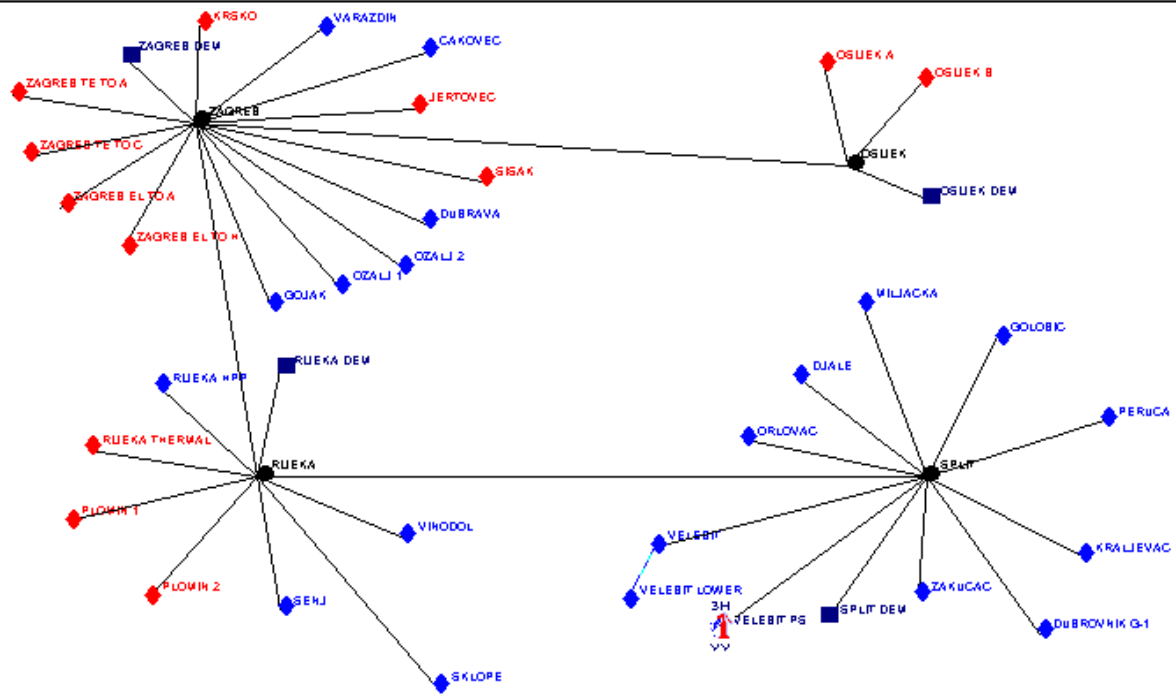 KRSKO
VARAZDIN
ZAGREB DEM
CAKOVEC
OSIJEK A
OSIJEK B
ZAGREB TE TO A
JERTOVEC
ZAGREB
ZAGREB TE TO C
OSIJEK
SISAK
OSIJEK DEM
ZAGREB EL TO A
DUBRAVA
ZAGREB EL TO H
OZALJ 2
OZALJ 1
GOJAK
MILJACKA
GOLUBIC
RIJEKA DEM
DJALE
RIJEKA HPP
PERUCA
ORLOVAC
RIJEKA THERMAL
RIJEKA
SPLIT
PLOMIN 1
VINODOL
VELEBIT
KRALJEVAC
PLOMIN 2
VELEBIT LOWER
ZAKUCAC
SENJ
3H
1
VELEBIT PS
SPLIT DEM
DUBROVNIK G-1
SKLOPE